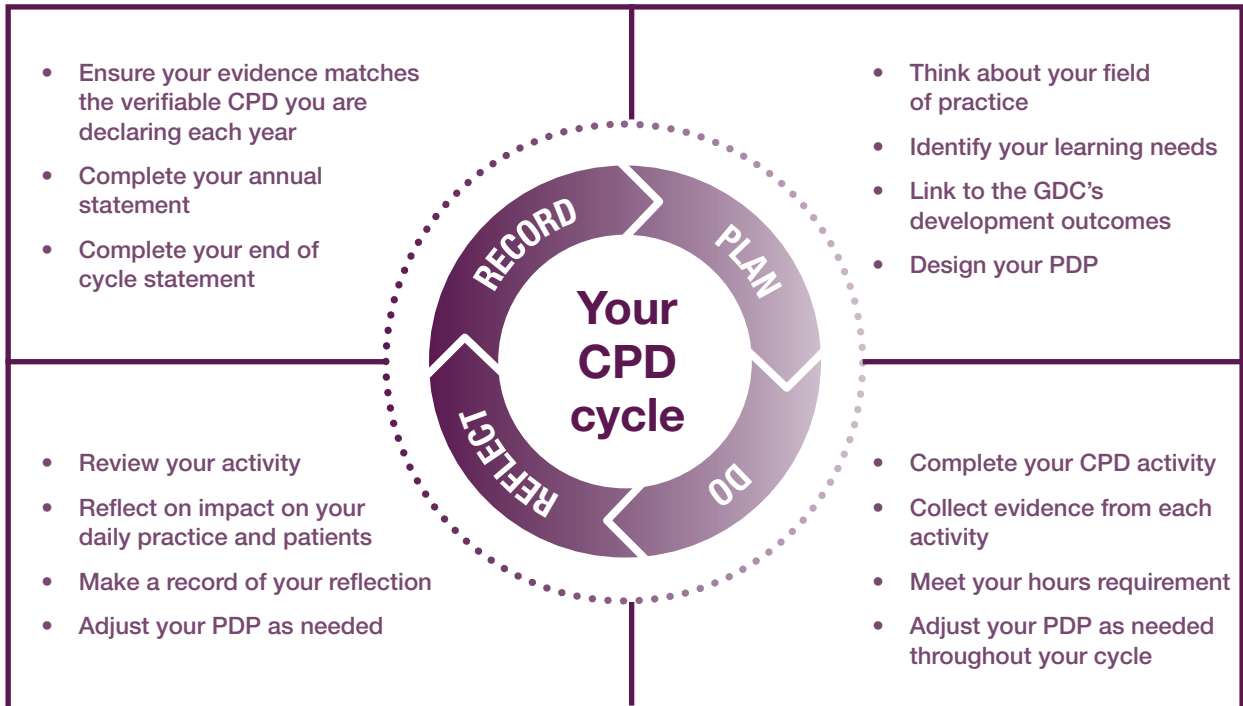 • Ensure your evidence matches
the verifiable CPD you are
declaring each year
• Complete your annual
statement
• Complete your end of
cycle statement
• Think about your field
of practice
• Identify your learning needs
• Link to the GDC's
development outcomes
• Design your PDP
RECORD
PLAN
Your
CPD
cycle
REFLECT
DO
• Review your activity
• Reflect on impact on your
daily practice and patients
• Make a record of your reflection
• Adjust your PDP as needed
• Complete your CPD activity
• Collect evidence from each
activity
• Meet your hours requirement
• Adjust your PDP as needed
throughout your cycle